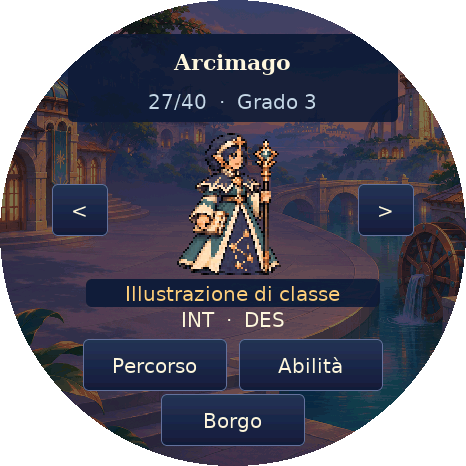 Arcimago
27/40 · Grado 3
< >
Illustrazione di classe
INT · DES
Percorso Abilità
Borgo